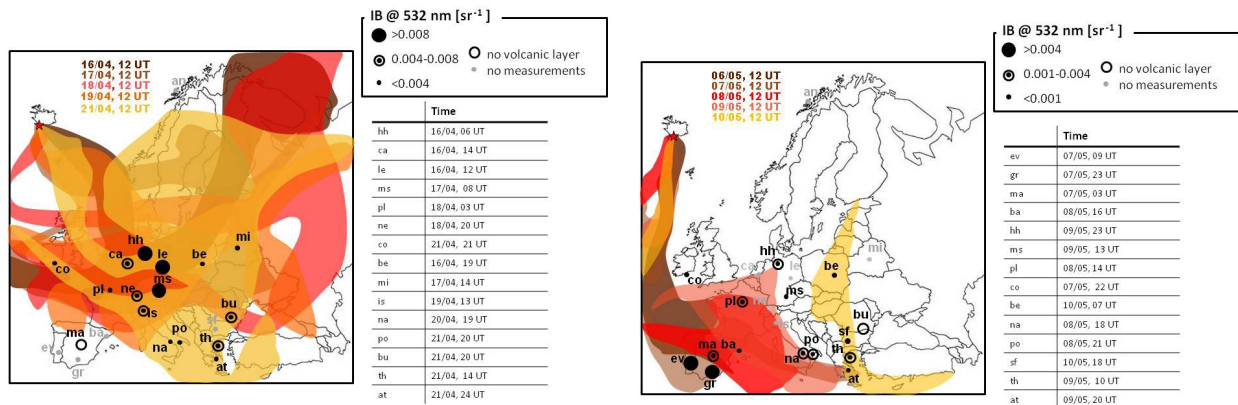 IB @ 532 nm [sr⁻¹ ]
>0.008
0.004-0.008
<0.004
no volcanic layer
no measurements
16/04, 12 UT
17/04, 12 UT
18/04, 12 UT
19/04, 12 UT
21/04, 12 UT
an
hh
mi
ca
le
be
co
ms
pl
ne
is
bu
sf
ma
ba
po
na
th
ev
gr
at
Time
hh 16/04, 06 UT
ca 16/04, 14 UT
le 16/04, 12 UT
ms 17/04, 08 UT
pl 18/04, 03 UT
ne 18/04, 20 UT
co 21/04, 21 UT
be 16/04, 19 UT
mi 17/04, 14 UT
is 19/04, 13 UT
na 20/04, 19 UT
po 21/04, 20 UT
bu 21/04, 20 UT
th 21/04, 14 UT
at 21/04, 24 UT
IB @ 532 nm [sr⁻¹ ]
>0.004
0.001-0.004
<0.001
no volcanic layer
no measurements
06/05, 12 UT
07/05, 12 UT
08/05, 12 UT
09/05, 12 UT
10/05, 12 UT
an
hh
mi
ca
le
be
co
ms
pl
ne
is
bu
sf
ma
ba
po
na
th
ev
gr
at
Time
ev 07/05, 09 UT
gr 07/05, 23 UT
ma 07/05, 03 UT
ba 08/05, 16 UT
hh 09/05, 23 UT
ms 09/05, 13 UT
pl 08/05, 14 UT
co 07/05, 22 UT
be 10/05, 07 UT
na 08/05, 18 UT
po 08/05, 21 UT
sf 10/05, 18 UT
th 09/05, 10 UT
at 09/05, 20 UT